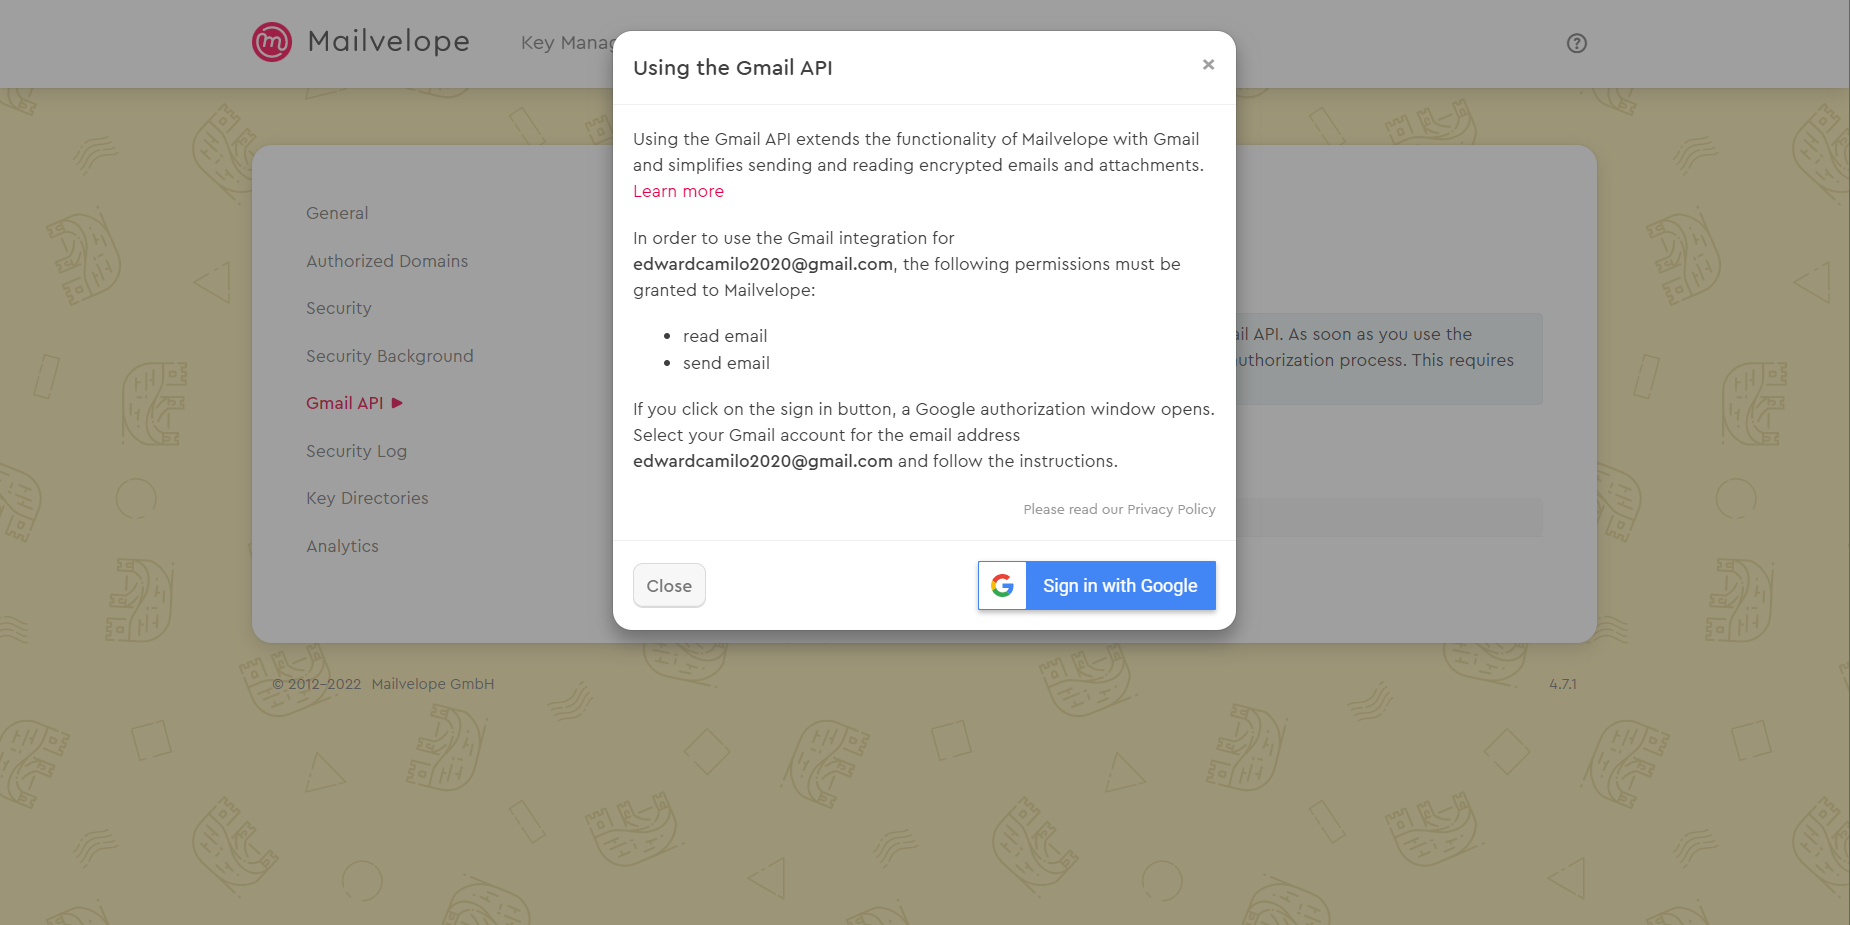 Mailvelope
Key Manag
Using the Gmail API
×
Using the Gmail API extends the functionality of Mailvelope with Gmail
and simplifies sending and reading encrypted emails and attachments.
Learn more
In order to use the Gmail integration for
edwardcamilo2020@gmail.com, the following permissions must be
granted to Mailvelope:
• read email
• send email
If you click on the sign in button, a Google authorization window opens.
Select your Gmail account for the email address
edwardcamilo2020@gmail.com and follow the instructions.
Please read our Privacy Policy
Close
Sign in with Google
General
Authorized Domains
Security
Security Background
Gmail API
Security Log
Key Directories
Analytics
ail API. As soon as you use the
uthorization process. This requires
© 2012-2022 Mailvelope GmbH
4.7.1